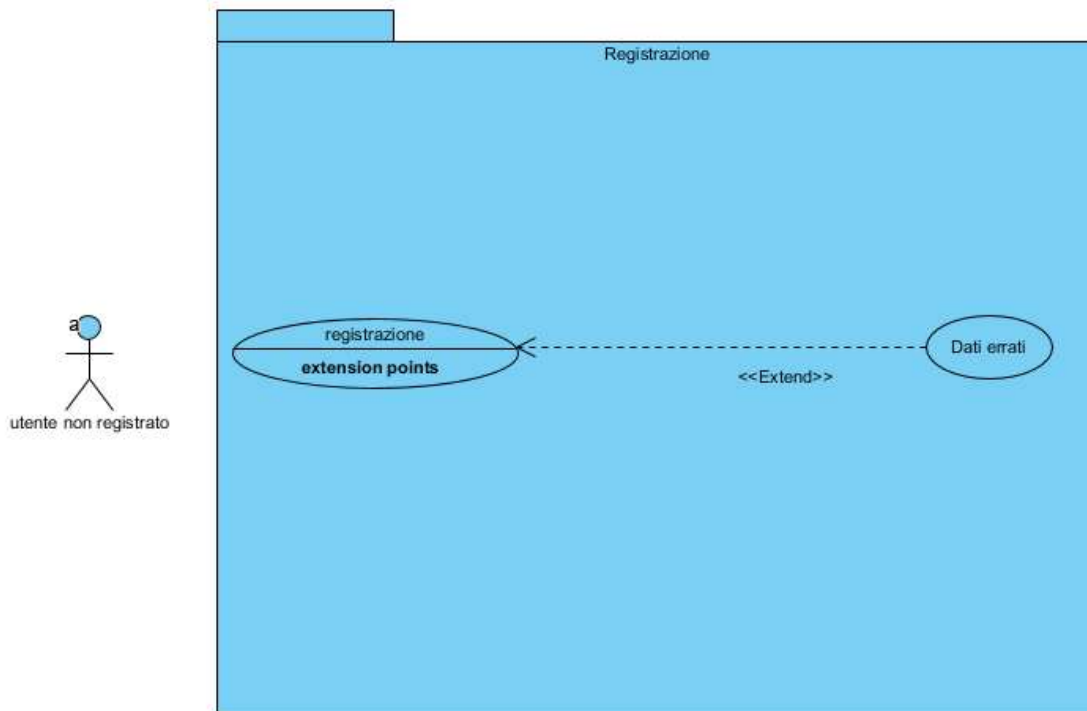 Registrazione
a
utente non registrato
registrazione
extension points
<<Extend>>
Dati errati